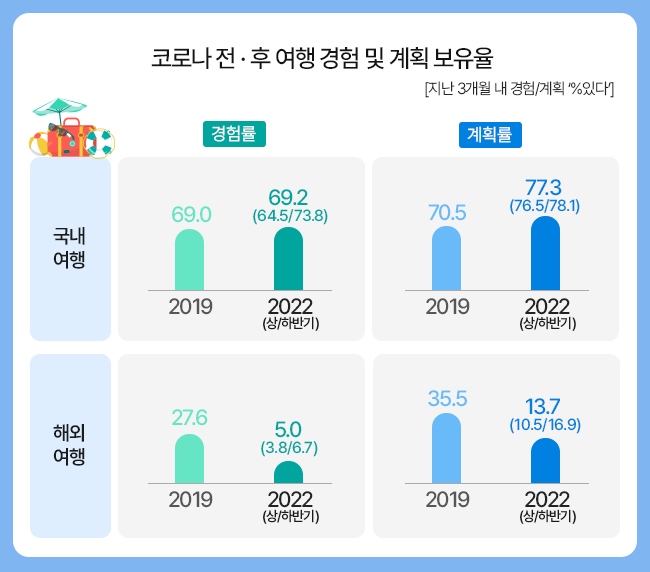 코로나 전 · 후 여행 경험 및 계획 보유율
[지난 3개월 내 경험/계획 '%있다']
경험률
계획률
국내
여행
69.0
69.2
(64.5/73.8)
2019
2022
(상/하반기)
70.5
77.3
(76.5/78.1)
2019
2022
(상/하반기)
해외
여행
27.6
5.0
(3.8/6.7)
2019
2022
(상/하반기)
35.5
13.7
(10.5/16.9)
2019
2022
(상/하반기)